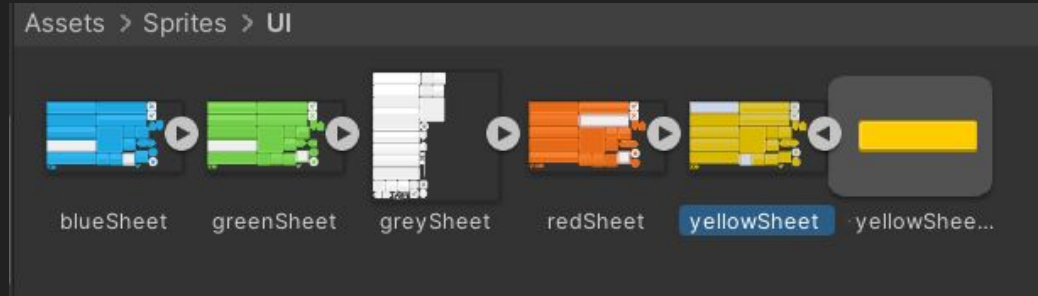 Assets > Sprites > UI
blueSheet greenSheet greySheet redSheet yellowSheet yellowShee...